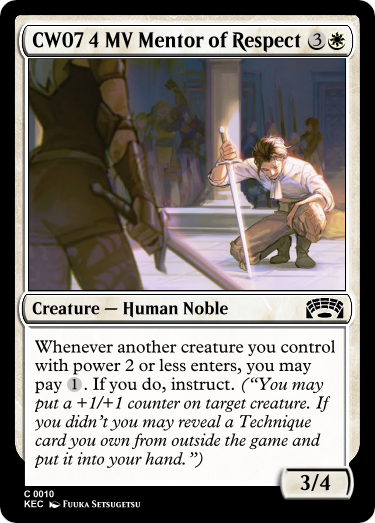 CW07 4 MV Mentor of Respect 3
Creature — Human Noble
Whenever another creature you control
with power 2 or less enters, you may
pay 1. If you do, instruct. (“You may
put a +1/+1 counter on target creature. If
you didn’t you may reveal a Technique
card you own from outside the game and
put it into your hand.”)
3/4
C 0010
KEC Fuuka Setsugetsu